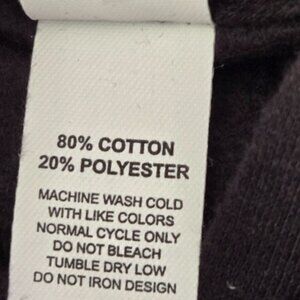 80% COTTON
20% POLYESTER
MACHINE WASH COLD
WITH LIKE COLORS
NORMAL CYCLE ONLY
DO NOT BLEACH
TUMBLE DRY LOW
DO NOT IRON DESIGN